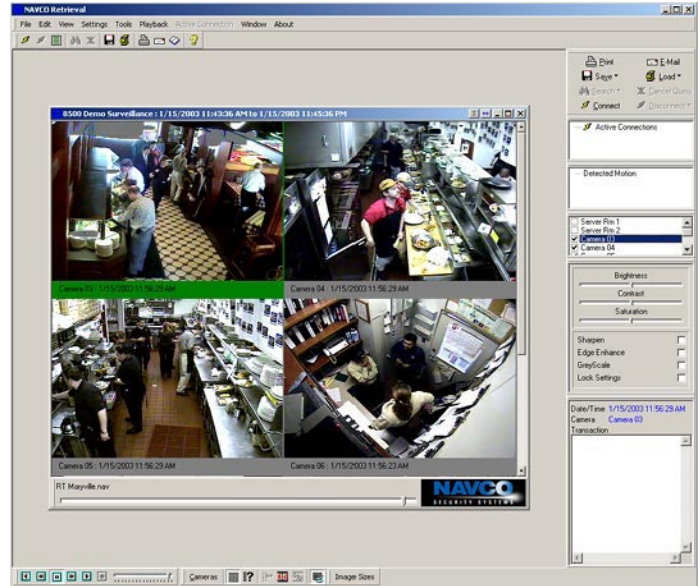 NAVCO Retrieval
File Edit View Settings Tools Playback Active Connection Window About
Print E-Mail
Save Load
Search Cancel Query
Connect Disconnect
8500 Demo Surveillance : 1/15/2003 11:43:36 AM to 1/15/2003 11:45:36 PM
Active Connections
Detected Motion
Server Rm 1
Server Rm 2
Camera 03
Camera 04
Camera 03 : 1/15/2003 11:56:29 AM Camera 04 : 1/15/2003 11:56:29 AM
Brightness
Contrast
Saturation
Sharpen
Edge Enhance
GreyScale
Lock Settings
Date/Time 1/15/2003 11:56:29 AM
Camera Camera 03
Transaction
Camera 05 : 1/15/2003 11:56:29 AM Camera 06 : 1/15/2003 11:56:23 AM
RT Maryville.nav
NAVCO
SECURITY SYSTEMS
Cameras Image Sizes